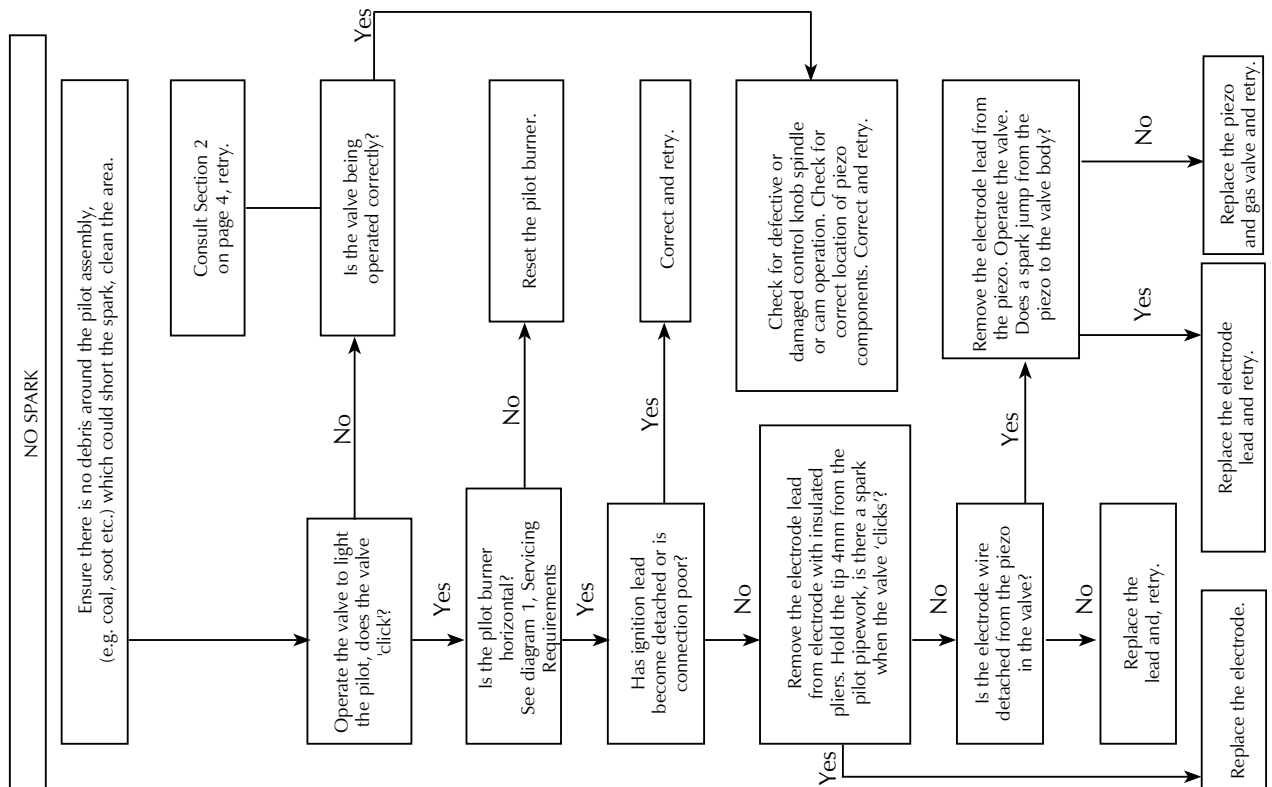 NO SPARK
Ensure there is no debris around the pilot assembly,
(e.g. coal, soot etc.) which could short the spark, clean the area.
Operate the valve to light
the pilot, does the valve
'click?
No
Is the valve being
operated correctly?
Consult Section 2
on page 4, retry.
Yes
Check for defective or
damaged control knob spindle
or cam operation. Check for
correct location of piezo
components. Correct and retry.
Yes
Is the pilot burner
horizontal?
See diagram 1, Servicing
Requirements
No
Reset the pilot burner.
Yes
Has ignition lead
become detached or is
connection poor?
Yes
Correct and retry.
No
Remove the electrode lead
from electrode with insulated
pliers. Hold the tip 4mm from the
pilot pipework, is there a spark
when the valve 'clicks'?
Yes
Replace the electrode.
No
Is the electrode wire
detached from the piezo
in the valve?
Yes
Remove the electrode lead from
the piezo. Operate the valve.
Does a spark jump from the
piezo to the valve body?
No
Replace the
lead and, retry.
Yes
Replace the electrode
lead and retry.
No
Replace the piezo
and gas valve and retry.